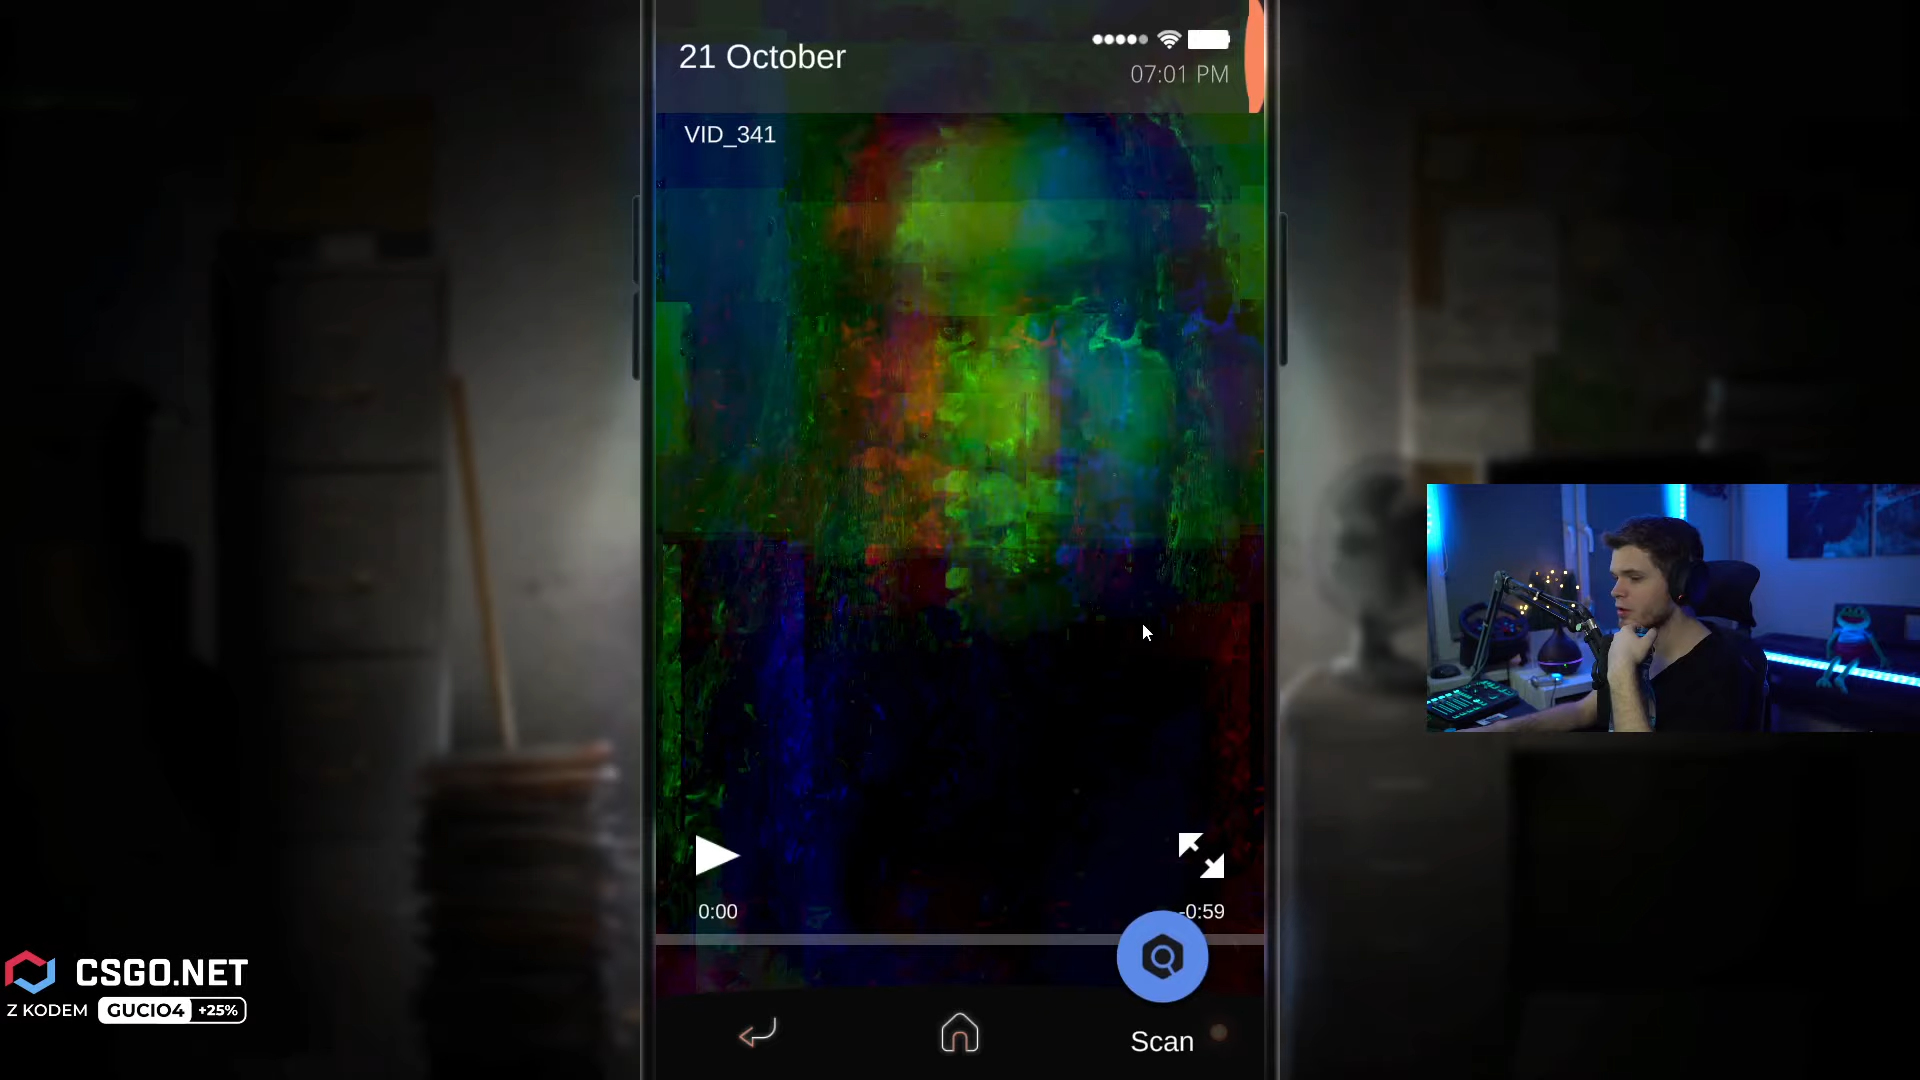 21 October
07:01 PM
VID_341
0:00
-0:59
Scan
CSGO.NET
Z KODEM GUCIO4 +25%